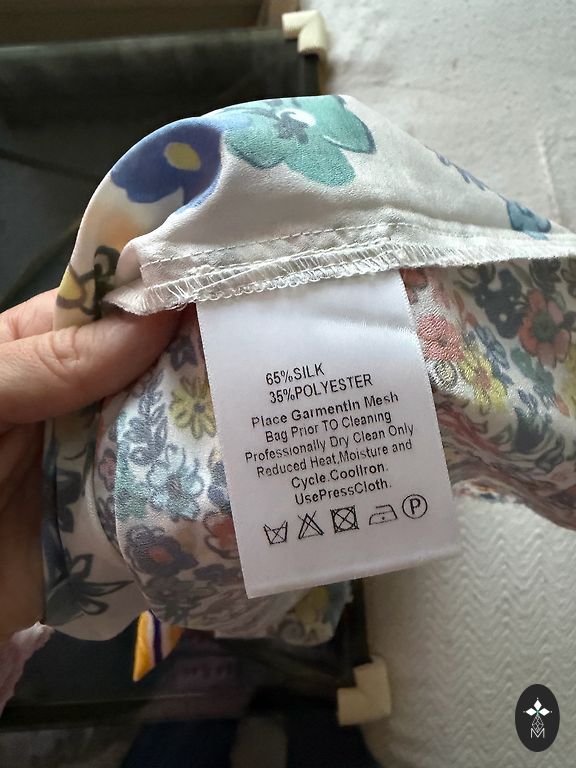 65%SILK
35%POLYESTER
Place GarmentIn Mesh
Bag Prior TO Cleaning
Professionally Dry Clean Only
Reduced Heat,Moisture and
Cycle.CoolIron.
UsePressCloth.
P
M